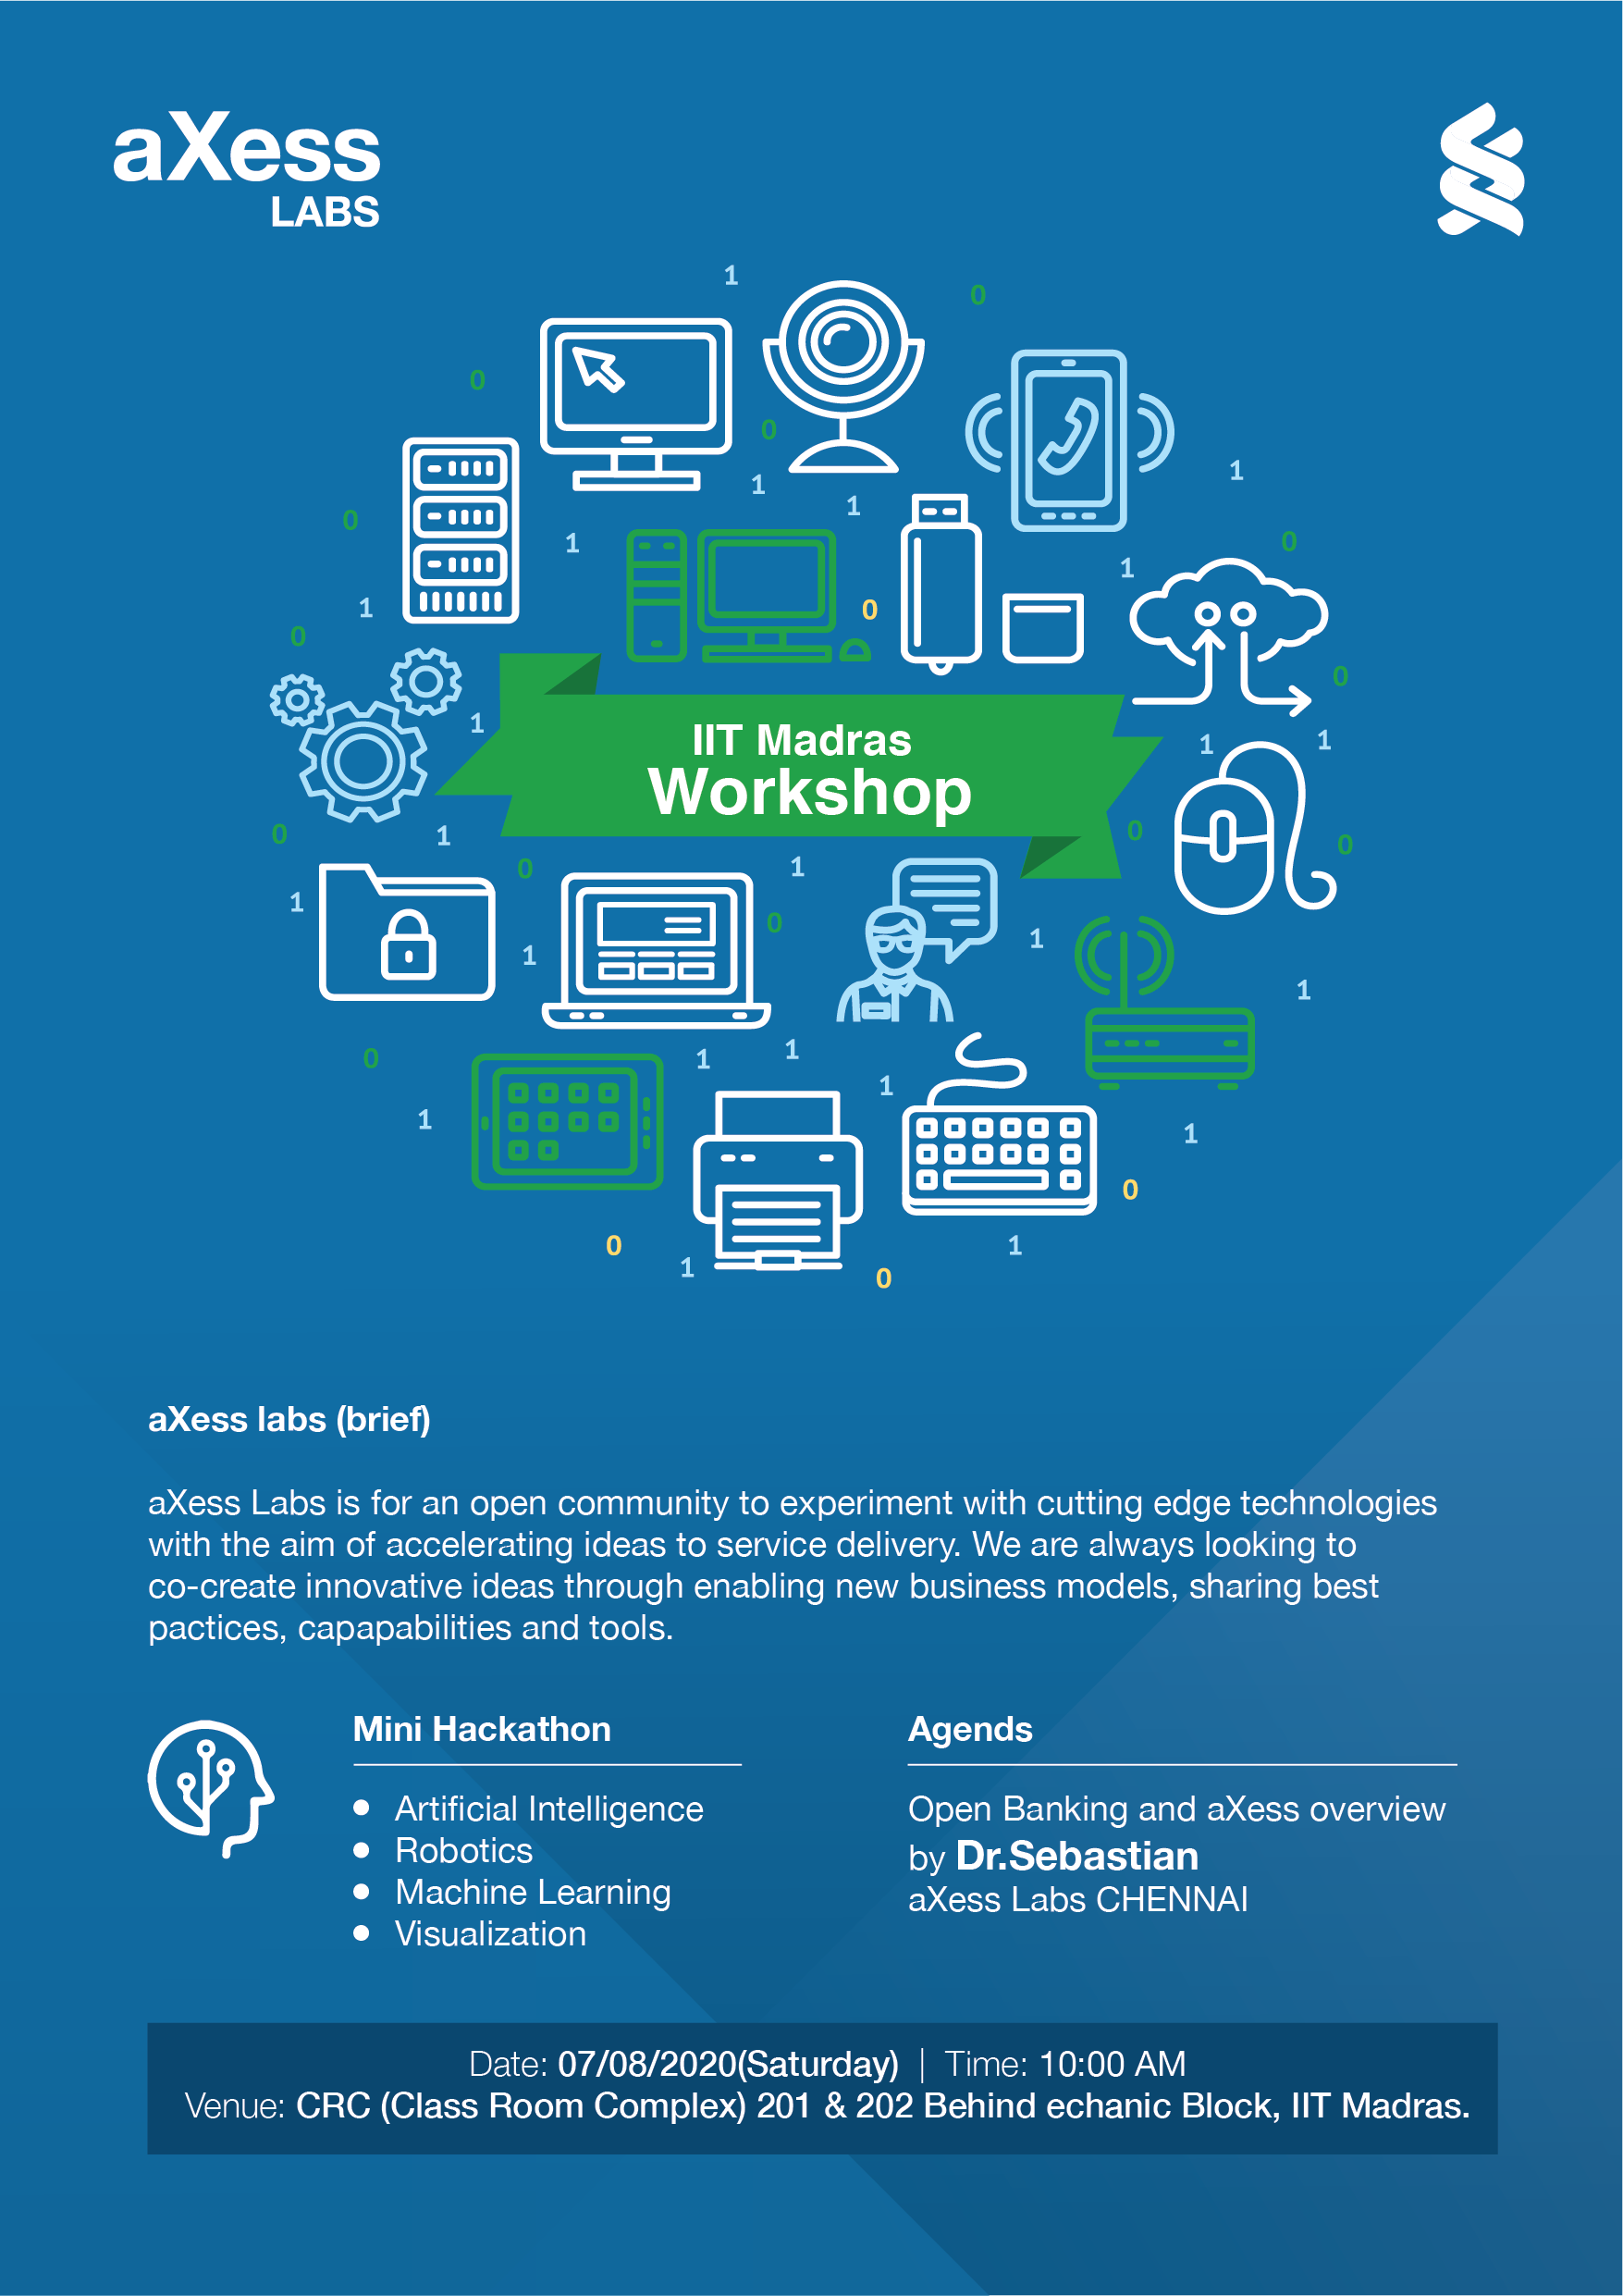 aXess
LABS
IIT Madras
Workshop
aXess labs (brief)
aXess Labs is for an open community to experiment with cutting edge technologies
with the aim of accelerating ideas to service delivery. We are always looking to
co-create innovative ideas through enabling new business models, sharing best
pactices, capapabilities and tools.
Mini Hackathon
• Artificial Intelligence
• Robotics
• Machine Learning
• Visualization
Agends
Open Banking and aXess overview
by Dr.Sebastian
aXess Labs CHENNAI
Date: 07/08/2020(Saturday) | Time: 10:00 AM
Venue: CRC (Class Room Complex) 201 & 202 Behind echanic Block, IIT Madras.